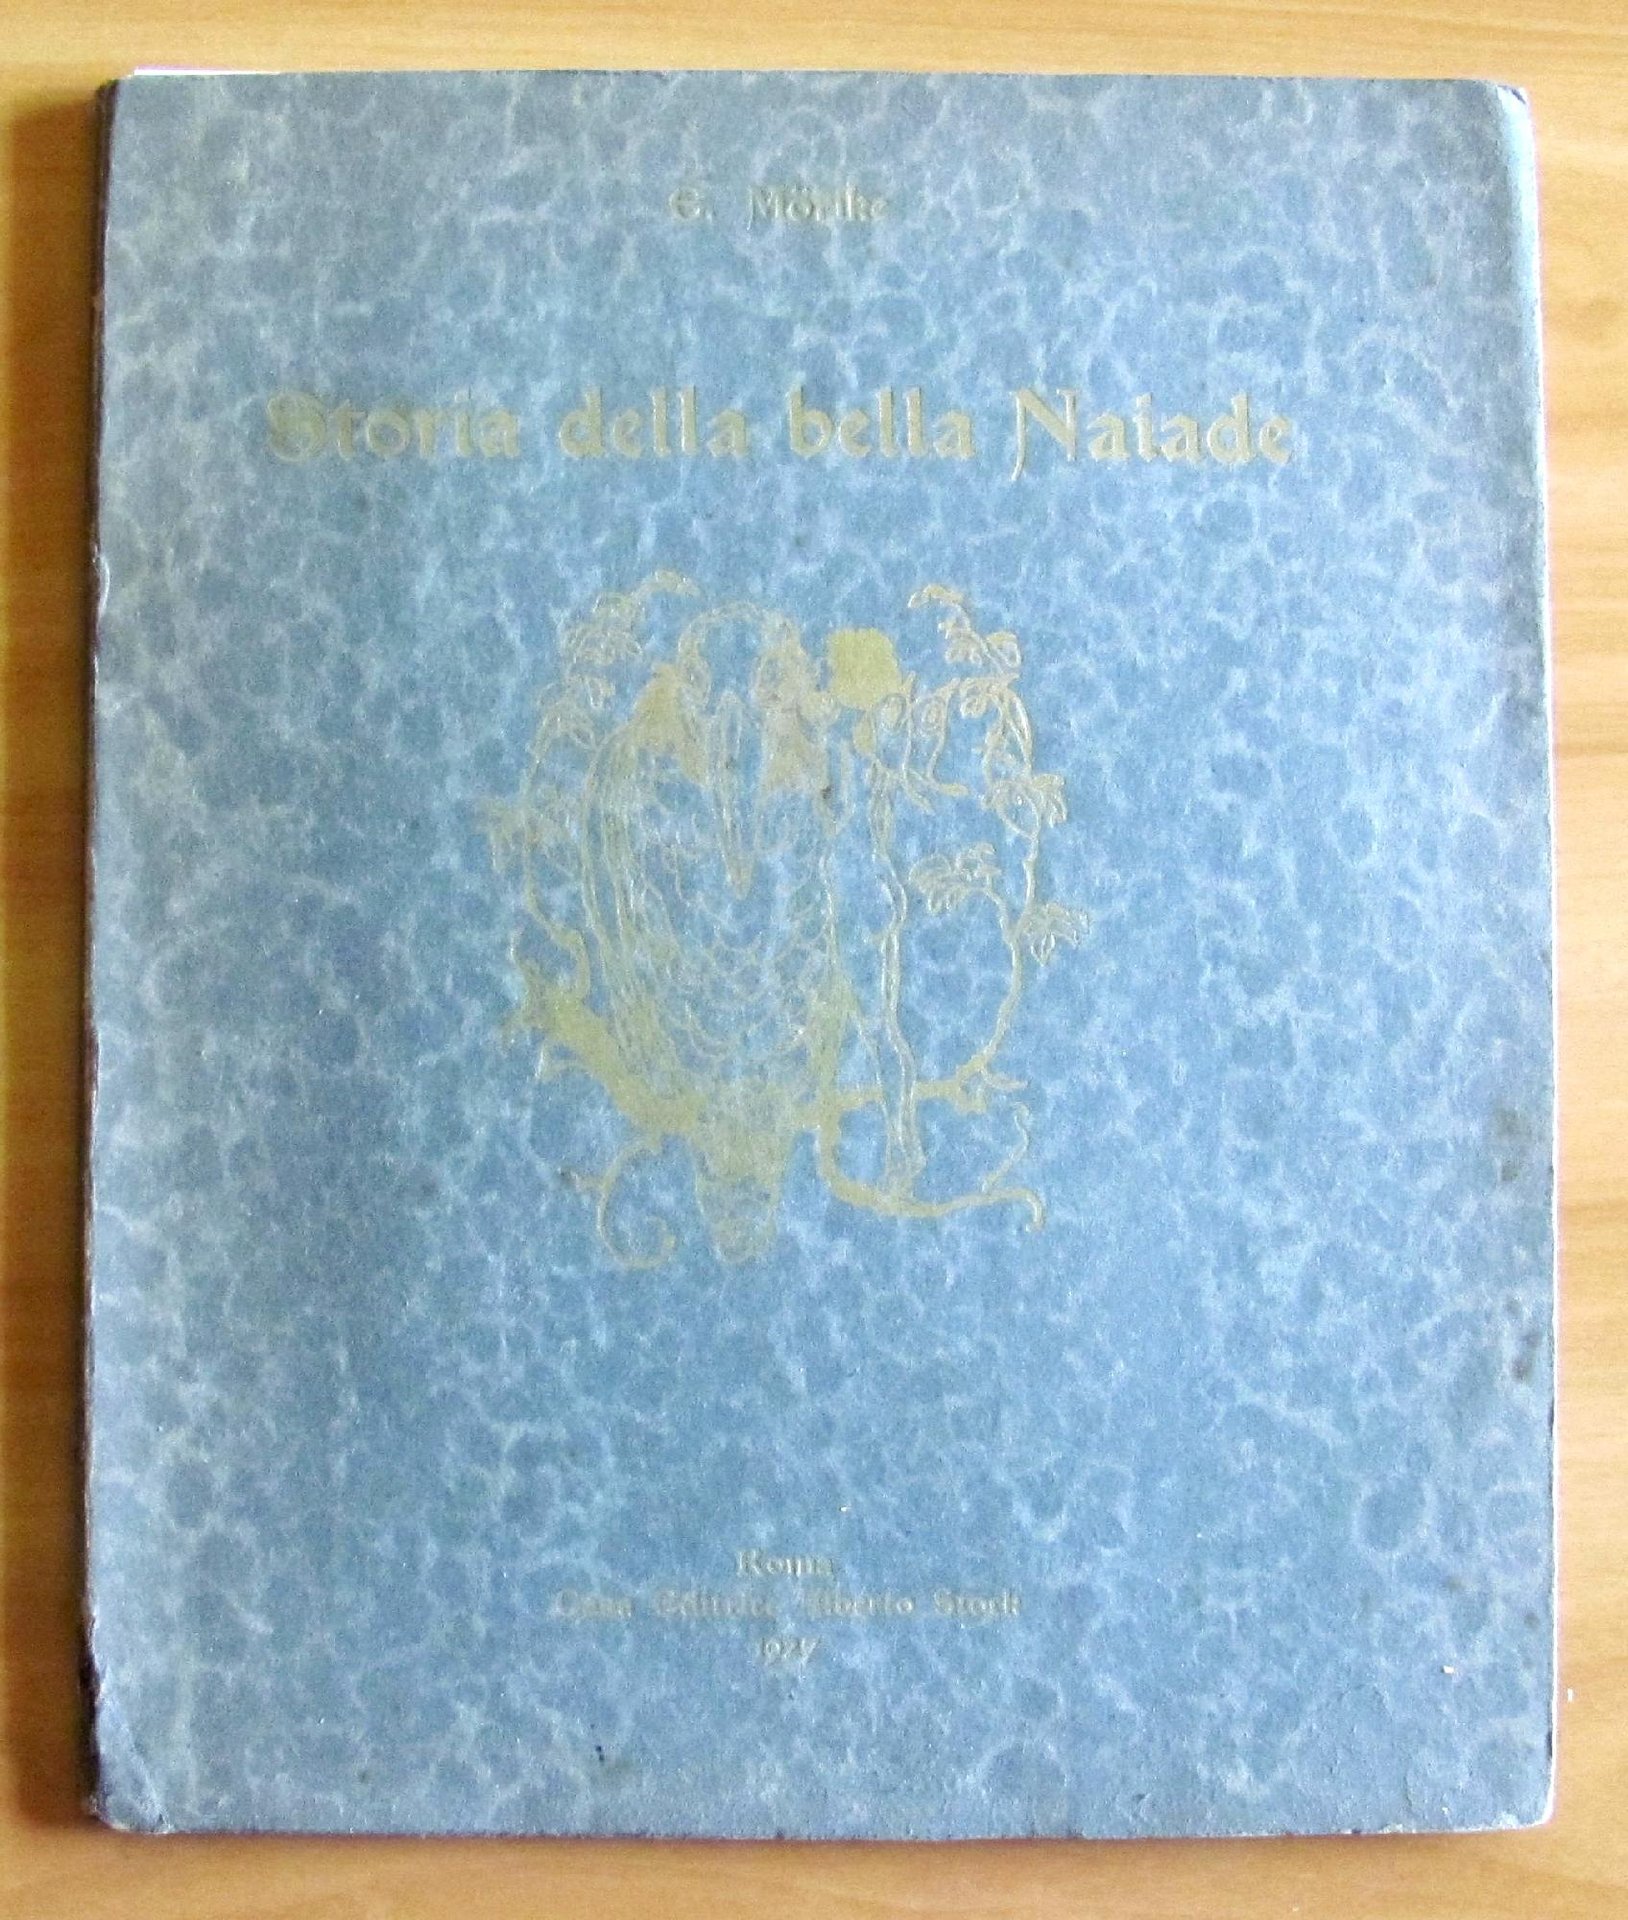 E. Mörike
Storia della bella Naiade
Roma
Casa Editrice Alberto Stock
1927